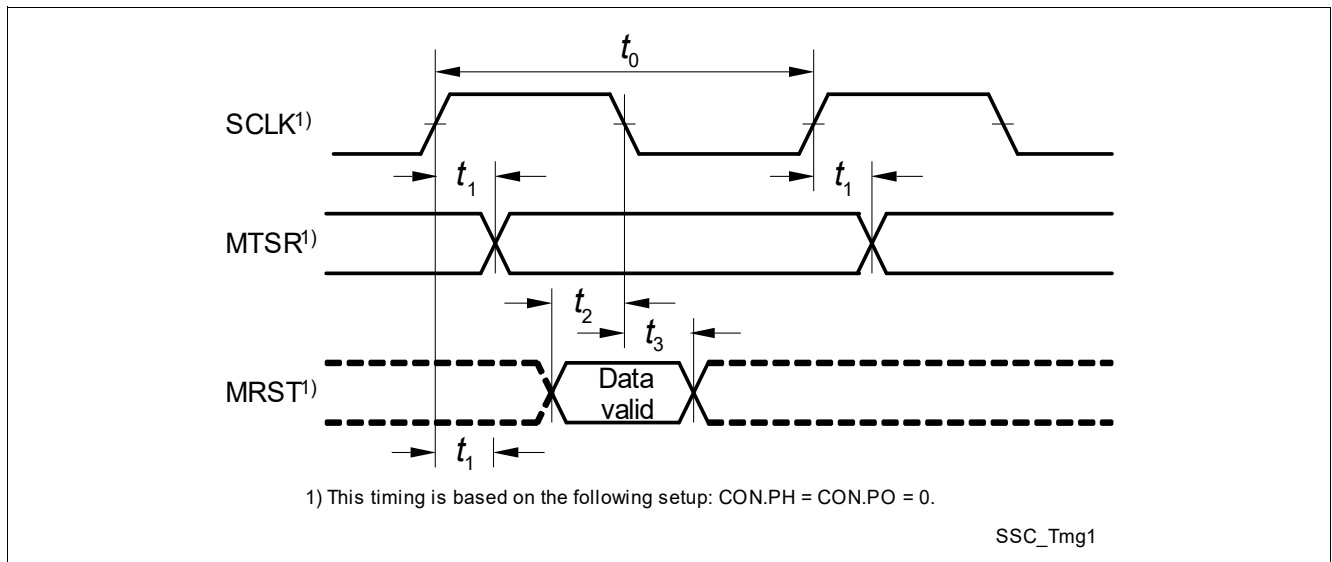 t0
SCLK1)
t1 t1
MTSR1)
t2
t3
MRST1)
Data
valid
t1
1) This timing is based on the following setup: CON.PH = CON.PO = 0.
SSC_Tmg1